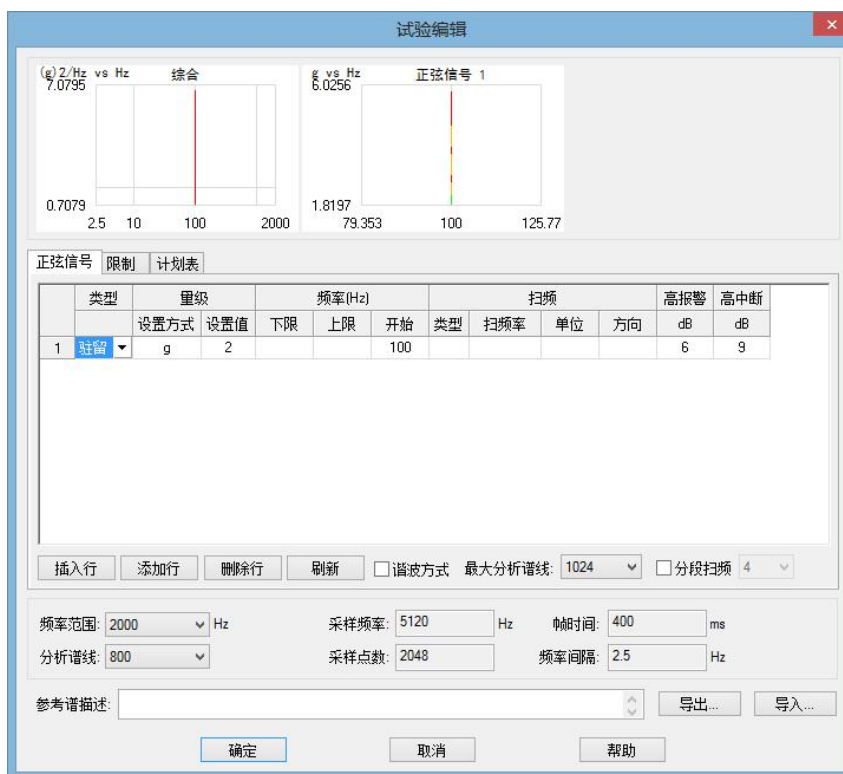 试验编辑
(g)2/Hz vs Hz 综合
7.0795
0.7079
2.5 10 100 2000
g vs Hz 正弦信号 1
6.0256
1.8197
79.353 100 125.77
正弦信号 限制 计划表
类型 量级 频率(Hz) 扫频 高报警 高中断
设置方式 设置值 下限 上限 开始 类型 扫频率 单位 方向 dB dB
1 驻留 g 2 100 6 9
插入行 添加行 删除行 刷新 谐波方式 最大分析谱线: 1024 分段扫频 4
频率范围: 2000 Hz 采样频率: 5120 Hz 帧时间: 400 ms
分析谱线: 800 采样点数: 2048 频率间隔: 2.5 Hz
参考谱描述: 导出... 导入...
确定 取消 帮助